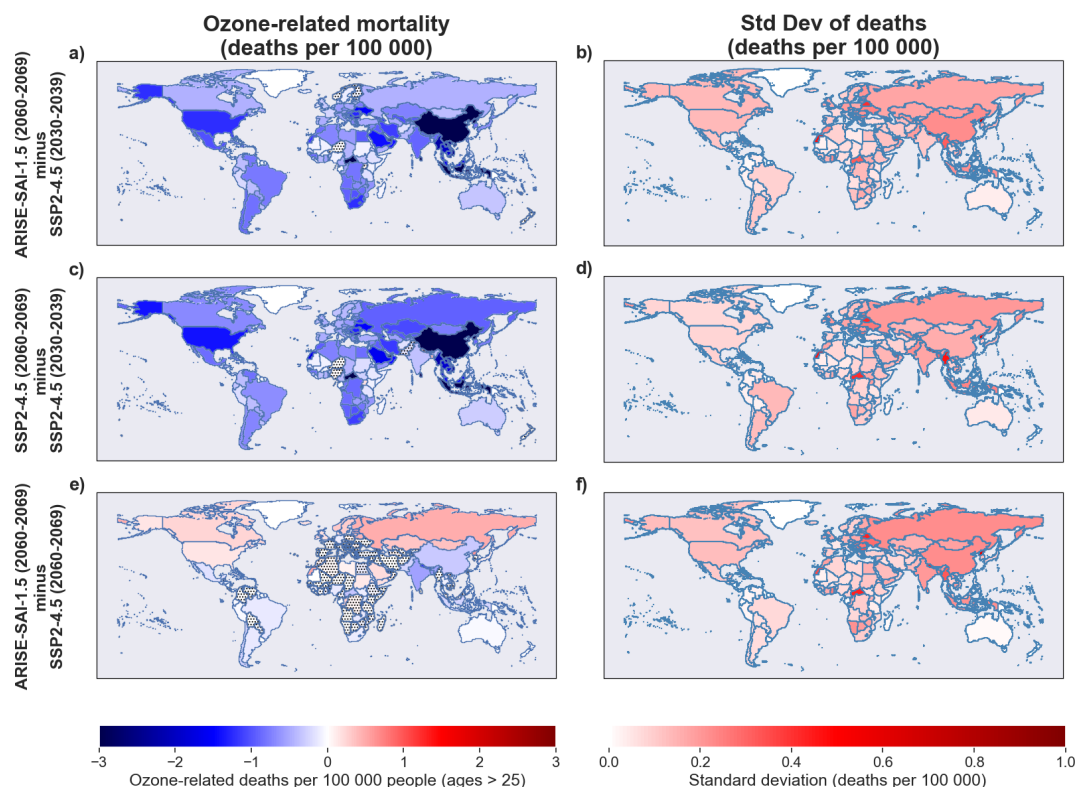 Ozone-related mortality
(deaths per 100 000)
Std Dev of deaths
(deaths per 100 000)
a)
b)
ARISE-SAI-1.5 (2060-2069)
minus
SSP2-4.5 (2030-2039)
c)
d)
SSP2-4.5 (2060-2069)
minus
SSP2-4.5 (2030-2039)
e)
f)
ARISE-SAI-1.5 (2060-2069)
minus
SSP2-4.5 (2060-2069)
−3 −2 −1 0 1 2 3
Ozone-related deaths per 100 000 people (ages > 25)
0.0 0.2 0.4 0.6 0.8 1.0
Standard deviation (deaths per 100 000)